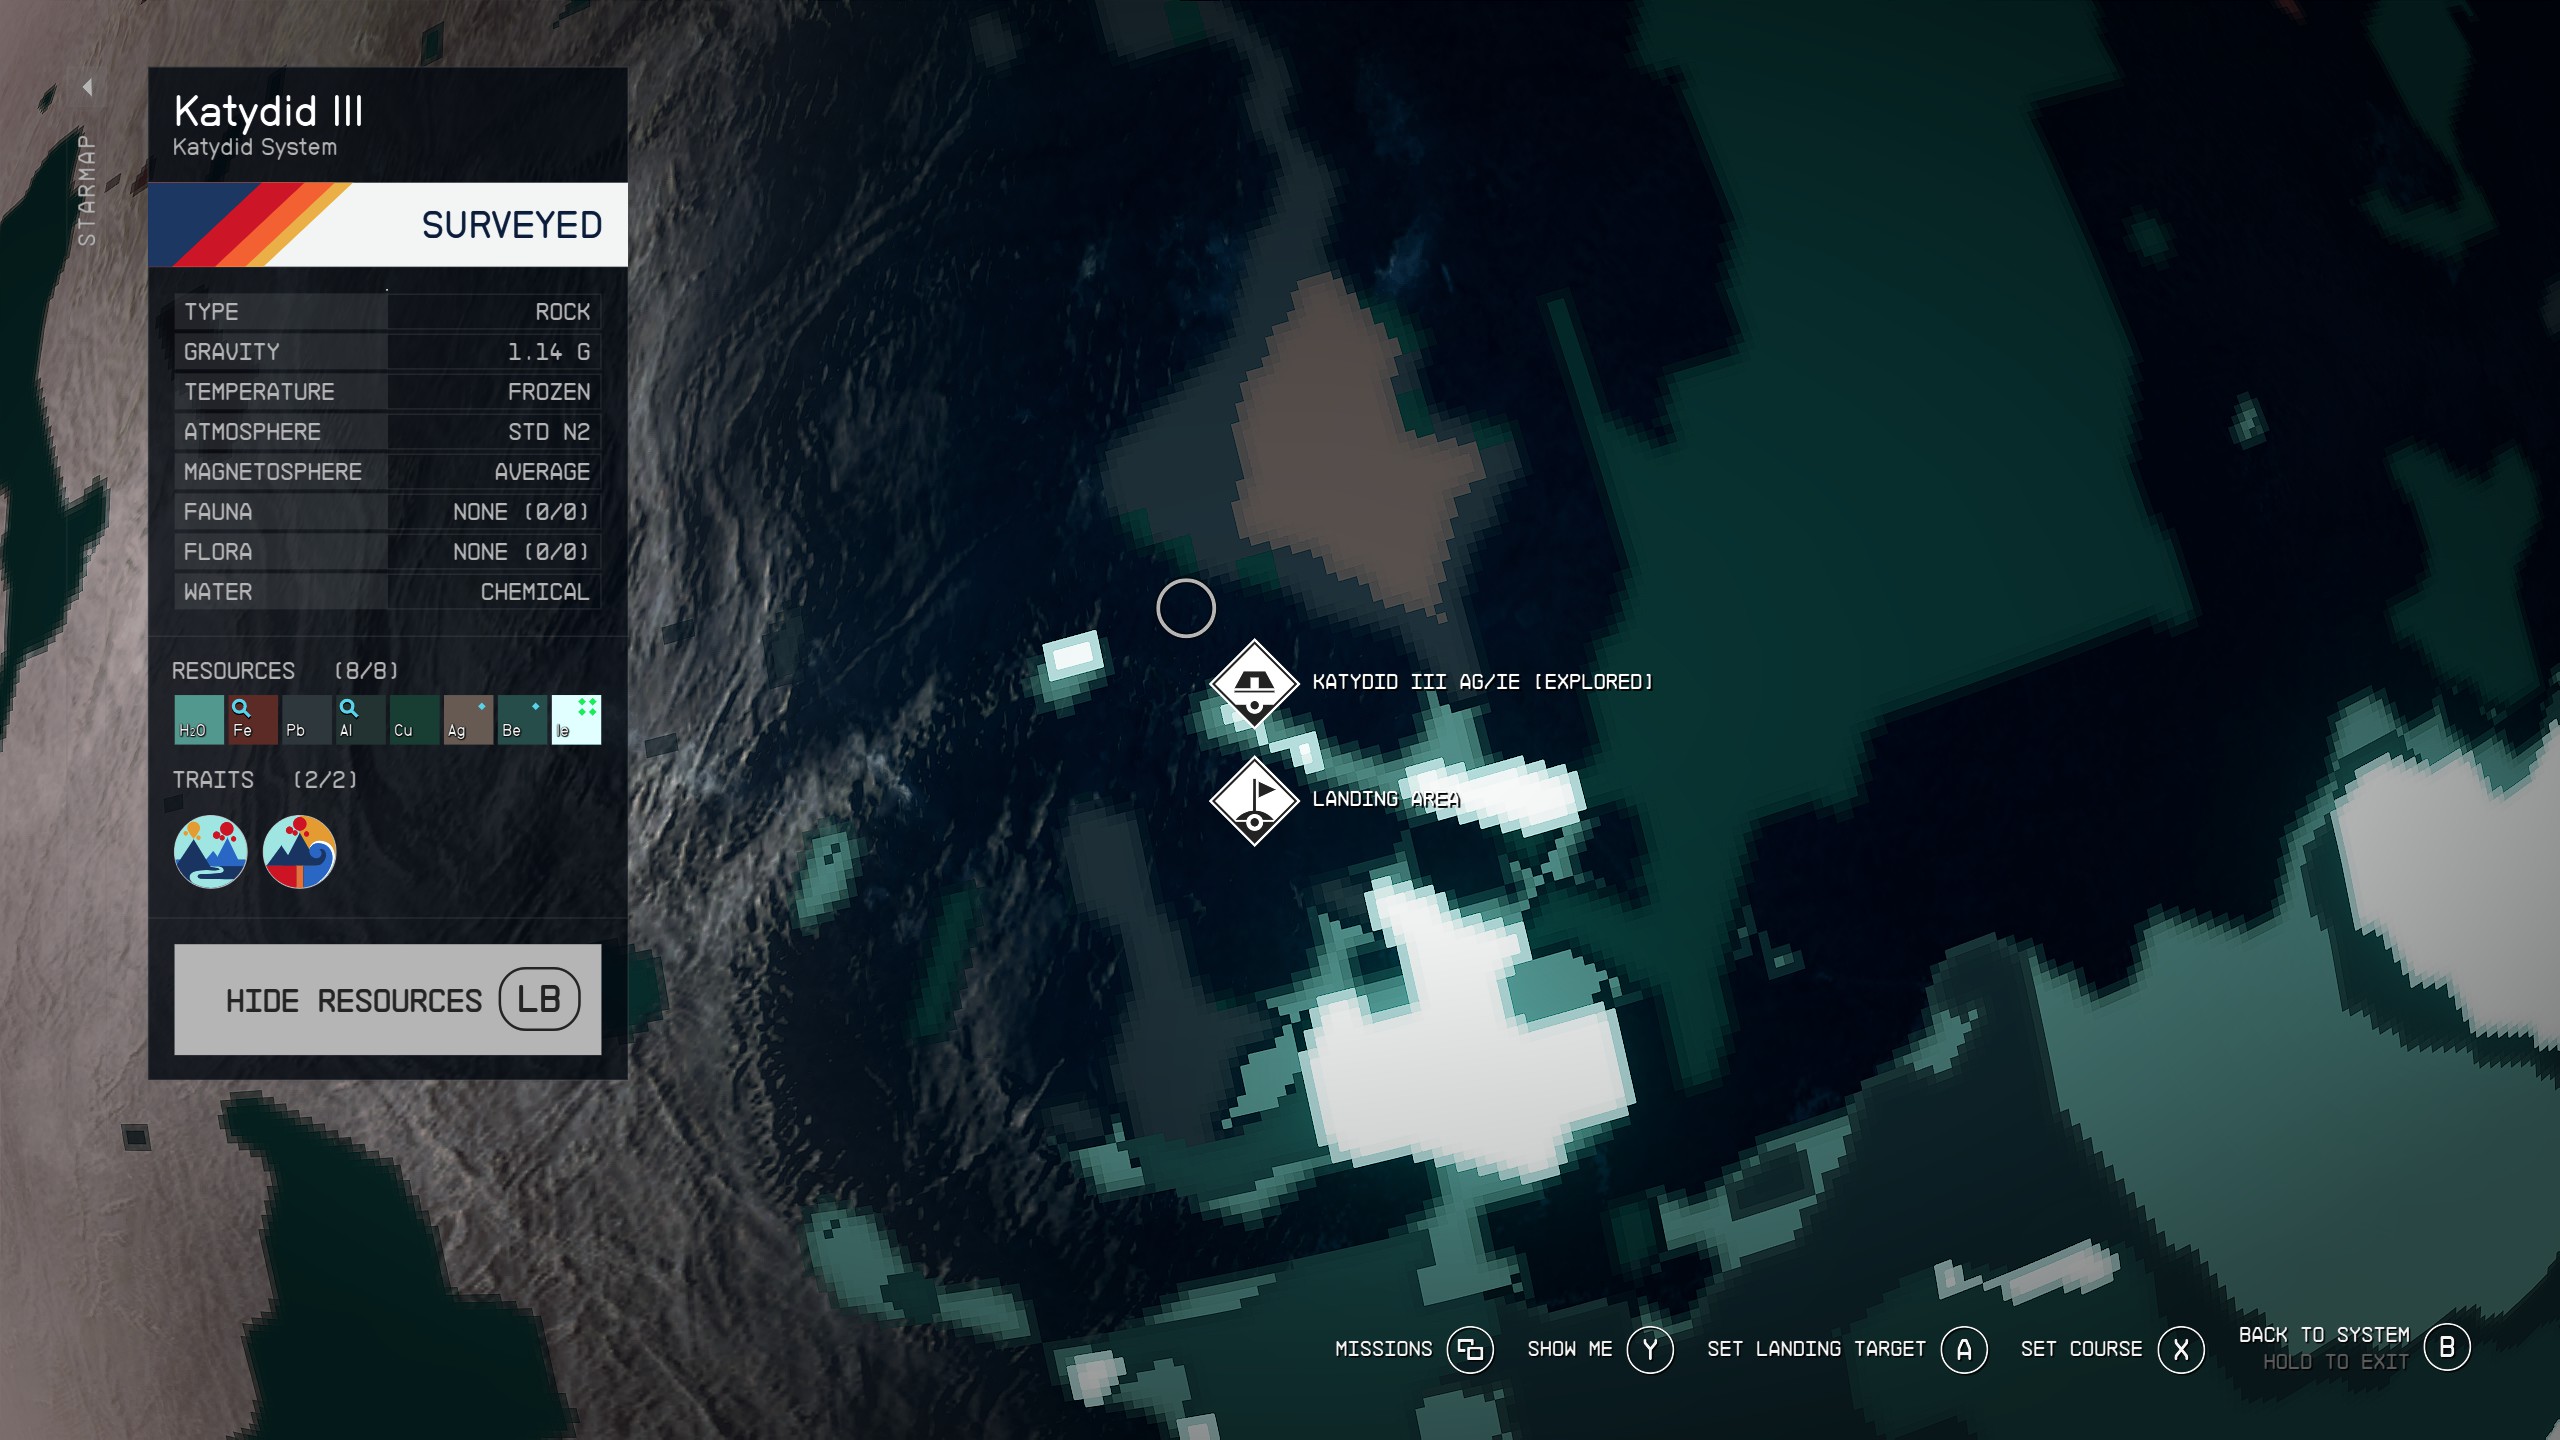 STARMAP
Katydid III
Katydid System
SURVEYED
TYPE ROCK
GRAVITY 1.14 G
TEMPERATURE FROZEN
ATMOSPHERE STD N2
MAGNETOSPHERE AVERAGE
FAUNA NONE (0/0)
FLORA NONE (0/0)
WATER CHEMICAL
RESOURCES (8/8)
H₂O Fe Pb Al Cu Ag Be Ie
TRAITS (2/2)
HIDE RESOURCES LB
KATYDID III AG/IE [EXPLORED]
LANDING AREA
MISSIONS SHOW ME Y SET LANDING TARGET A SET COURSE X BACK TO SYSTEM B
HOLD TO EXIT